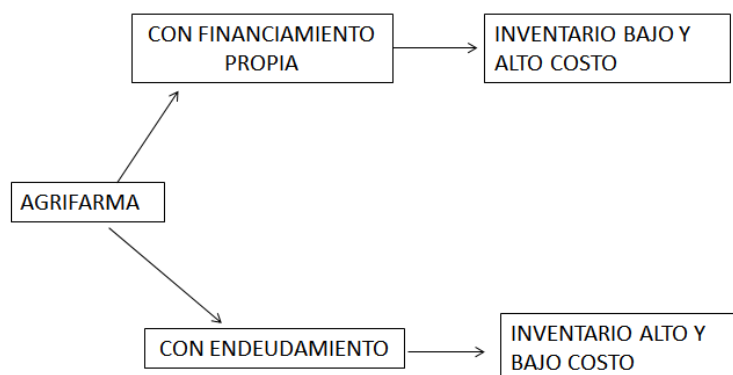 CON FINANCIAMIENTO
PROPIA
INVENTARIO BAJO Y
ALTO COSTO
AGRIFARMA
CON ENDEUDAMIENTO
INVENTARIO ALTO Y
BAJO COSTO